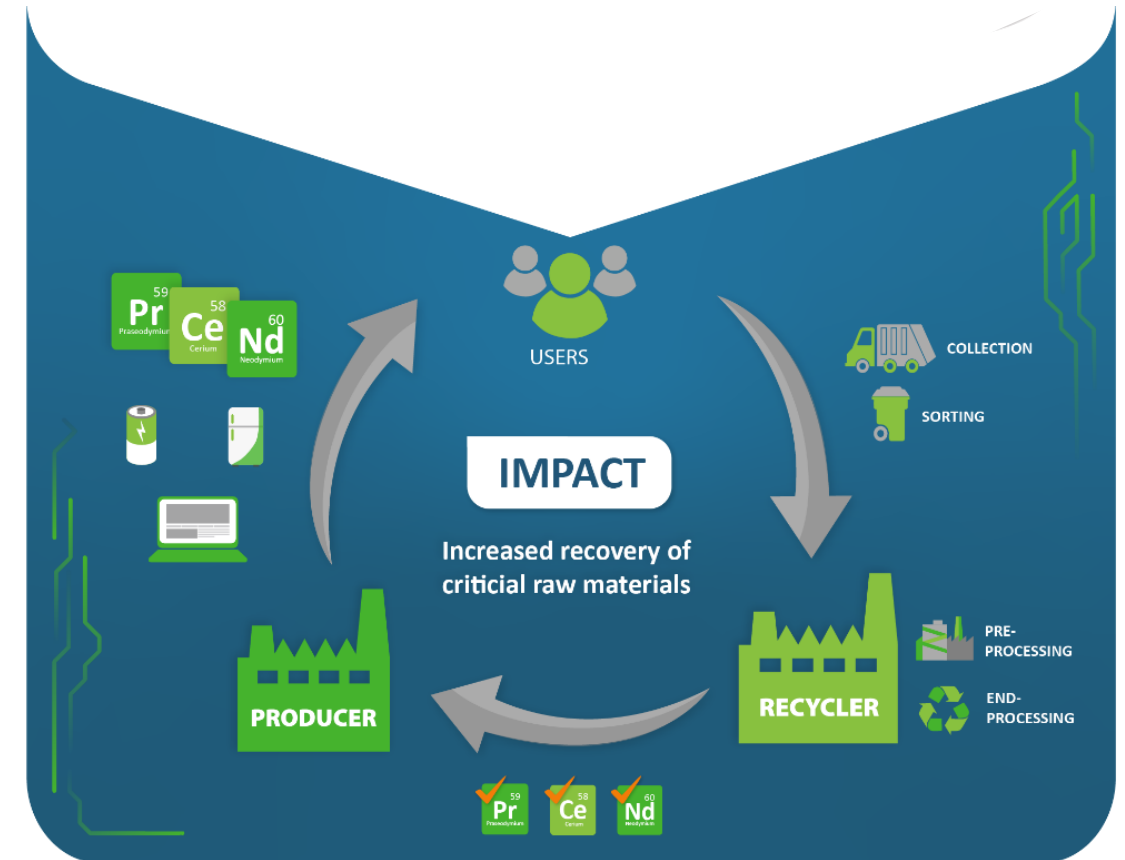 59
Pr
Praseodymium
58
Ce
Cerium
60
Nd
Neodymium
USERS
COLLECTION
SORTING
IMPACT
Increased recovery of
criticial raw materials
PRODUCER
RECYCLER
PRE-
PROCESSING
END-
PROCESSING
59
Pr
Praseodymium
58
Ce
Cerium
60
Nd
Neodymium